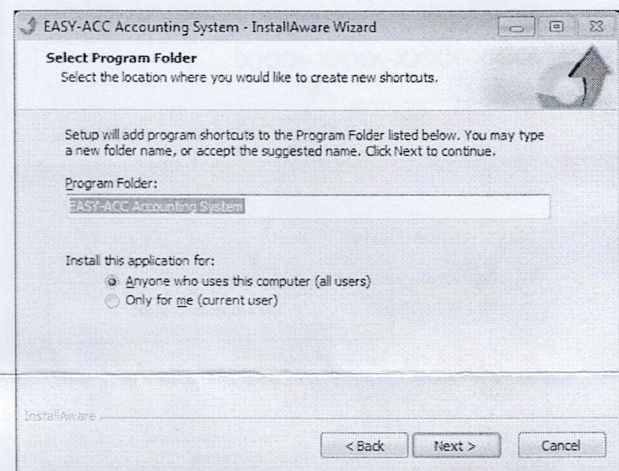 EASY-ACC Accounting System - InstallAware Wizard
Select Program Folder
Select the location where you would like to create new shortcuts.
Setup will add program shortcuts to the Program Folder listed below. You may type
a new folder name, or accept the suggested name. Click Next to continue.
Program Folder:
EASY-ACC Accounting System
Install this application for:
Anyone who uses this computer (all users)
Only for me (current user)
InstallAware
< Back Next > Cancel